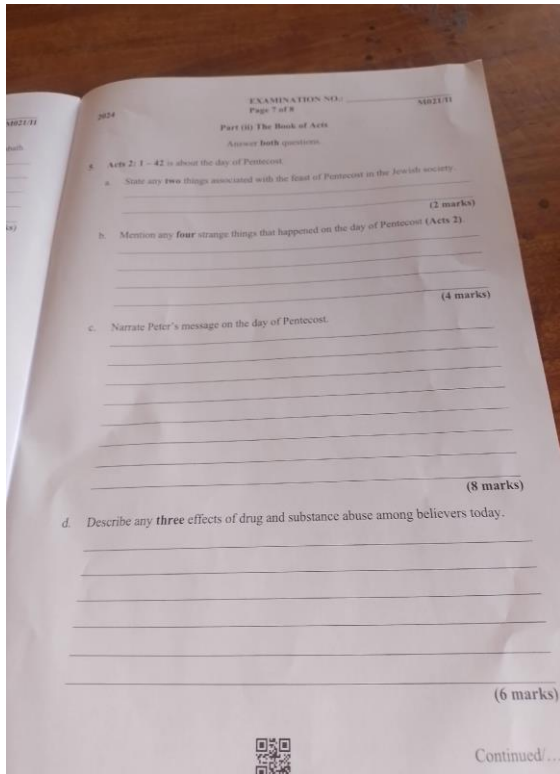 EXAMINATION NO.:
2024 Page 7 of 8 M021/II
M021/II
Part (ii) The Book of Acts
Answer both questions.
Acts 2: 1 – 42 is about the day of Pentecost.
a. State any two things associated with the feast of Pentecost in the Jewish society.
(2 marks)
b. Mention any four strange things that happened on the day of Pentecost (Acts 2).
(4 marks)
c. Narrate Peter's message on the day of Pentecost.
(8 marks)
d. Describe any three effects of drug and substance abuse among believers today.
(6 marks)
Continued/...